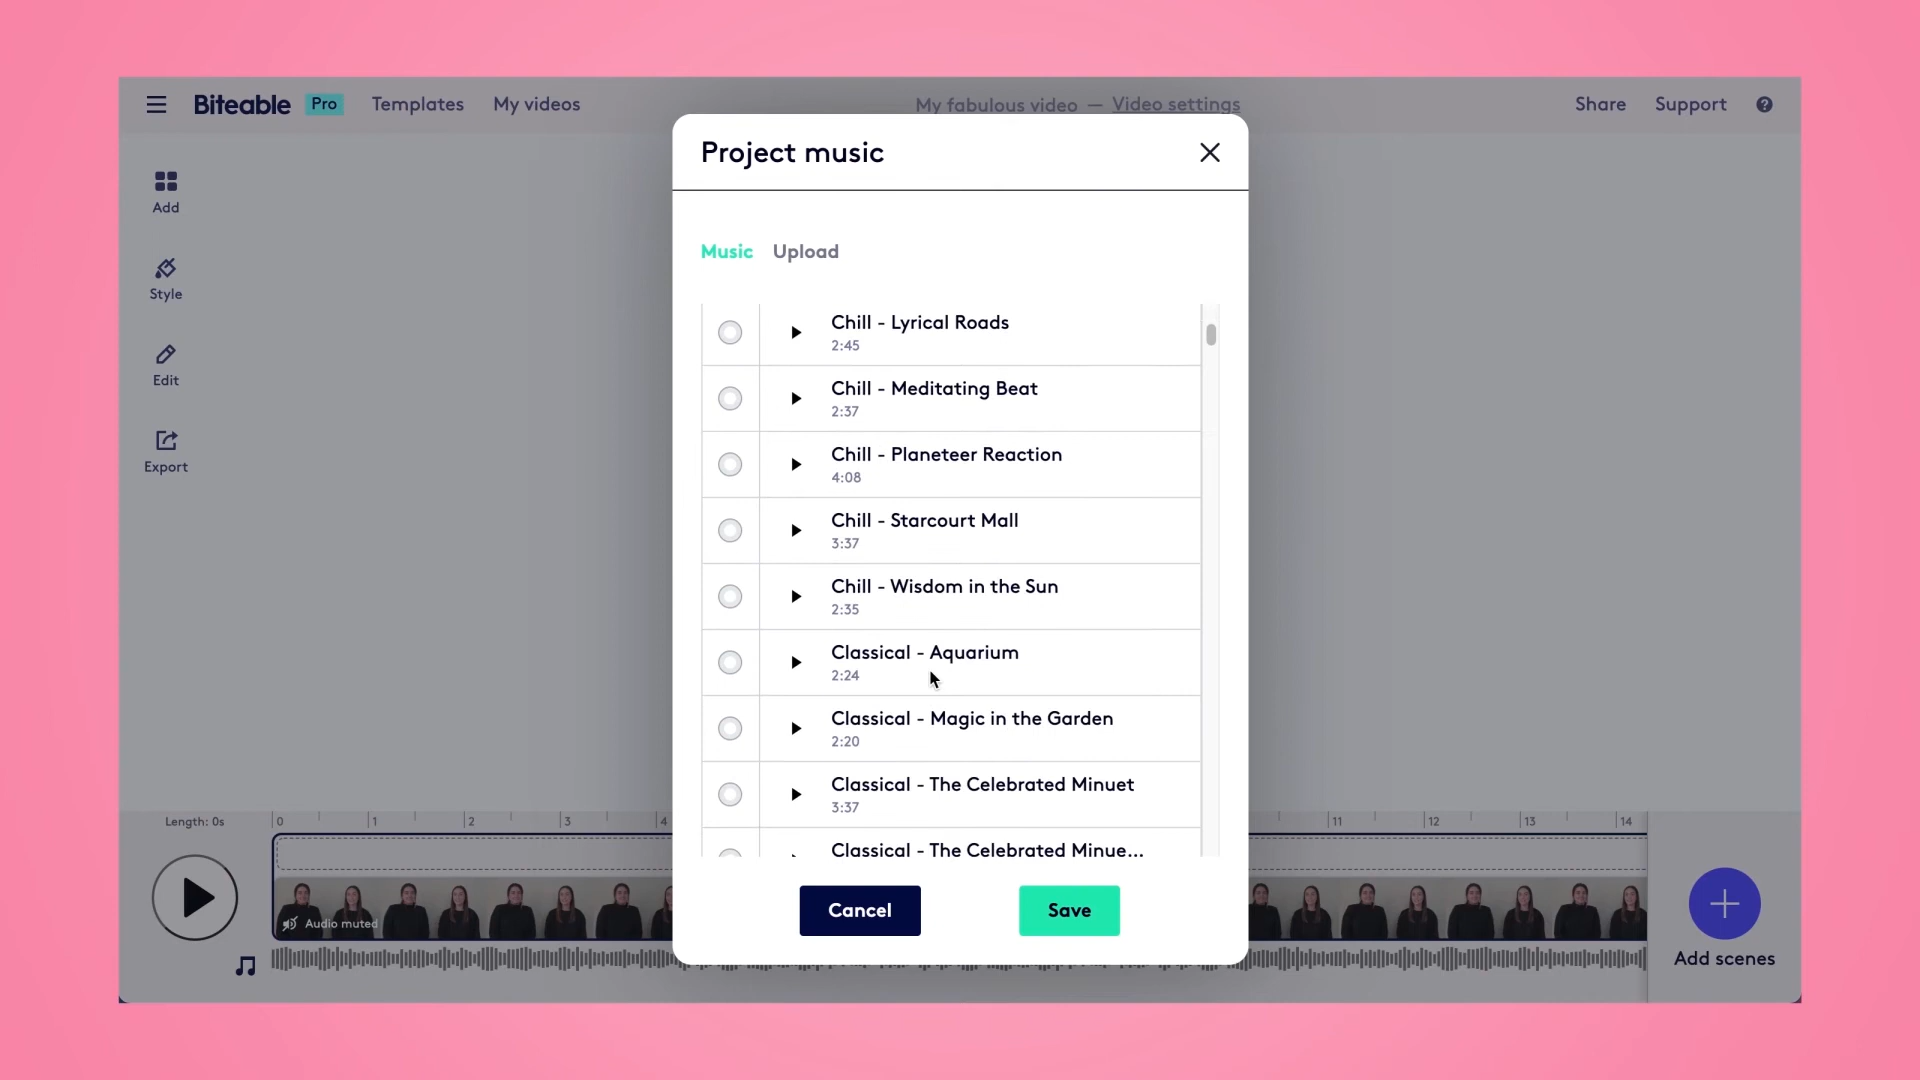 Biteable Pro Templates My videos My fabulous video — Video settings Share Support ?
Project music
Add
Music Upload
Style
Chill - Lyrical Roads
2:45
Edit
Chill - Meditating Beat
2:37
Export
Chill - Planeteer Reaction
4:08
Chill - Starcourt Mall
3:37
Chill - Wisdom in the Sun
2:35
Classical - Aquarium
2:24
Classical - Magic in the Garden
2:20
Classical - The Celebrated Minuet
3:37
Classical - The Celebrated Minue...
Length: 0s 0 1 2 3 4 11 12 13 14
Cancel Save
Audio muted
Add scenes